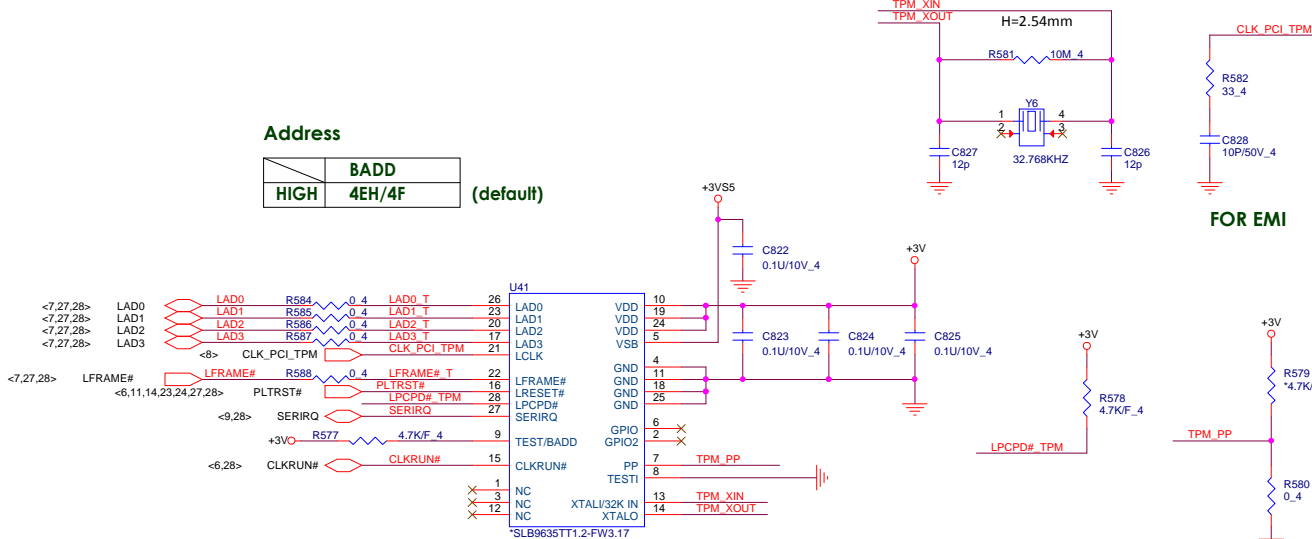 TPM_XIN
TPM_XOUT
H=2.54mm
CLK_PCI_TPM
R581 10M_4
R582
33_4
Y6
1 4
2 3
32.768KHZ
C827
12p
C826
12p
C828
10P/50V_4
FOR EMI
Address
BADD
HIGH 4EH/4F (default)
+3VS5
C822
0.1U/10V_4
+3V
U41
<7,27,28> LAD0 LAD0 R584 0_4 LAD0_T 26 LAD0 VDD 10
<7,27,28> LAD1 LAD1 R585 0_4 LAD1_T 23 LAD1 VDD 19
<7,27,28> LAD2 LAD2 R586 0_4 LAD2_T 20 LAD2 VDD 24
<7,27,28> LAD3 LAD3 R587 0_4 LAD3_T 17 LAD3 VSB 5
<8> CLK_PCI_TPM CLK_PCI_TPM 21 LCLK
C823
0.1U/10V_4
C824
0.1U/10V_4
C825
0.1U/10V_4
GND 4
<7,27,28> LFRAME# LFRAME# R588 0_4 LFRAME#_T 22 LFRAME# GND 11
<6,11,14,23,24,27,28> PLTRST# PLTRST# 16 LRESET# GND 18
LPCPD#_TPM 28 LPCPD# GND 25
<9,28> SERIRQ SERIRQ 27 SERIRQ
GPIO 6
GPIO2 2
+3V R577 4.7K/F_4 9 TEST/BADD
<6,28> CLKRUN# CLKRUN# 15 CLKRUN# PP 7 TPM_PP
TESTI 8
1 NC
3 NC XTALI/32K IN 13 TPM_XIN
12 NC XTALO 14 TPM_XOUT
*SLB9635TT1.2-FW3.17
+3V
R578
4.7K/F_4
LPCPD#_TPM
+3V
R579
*4.7K/
TPM_PP
R580
0_4